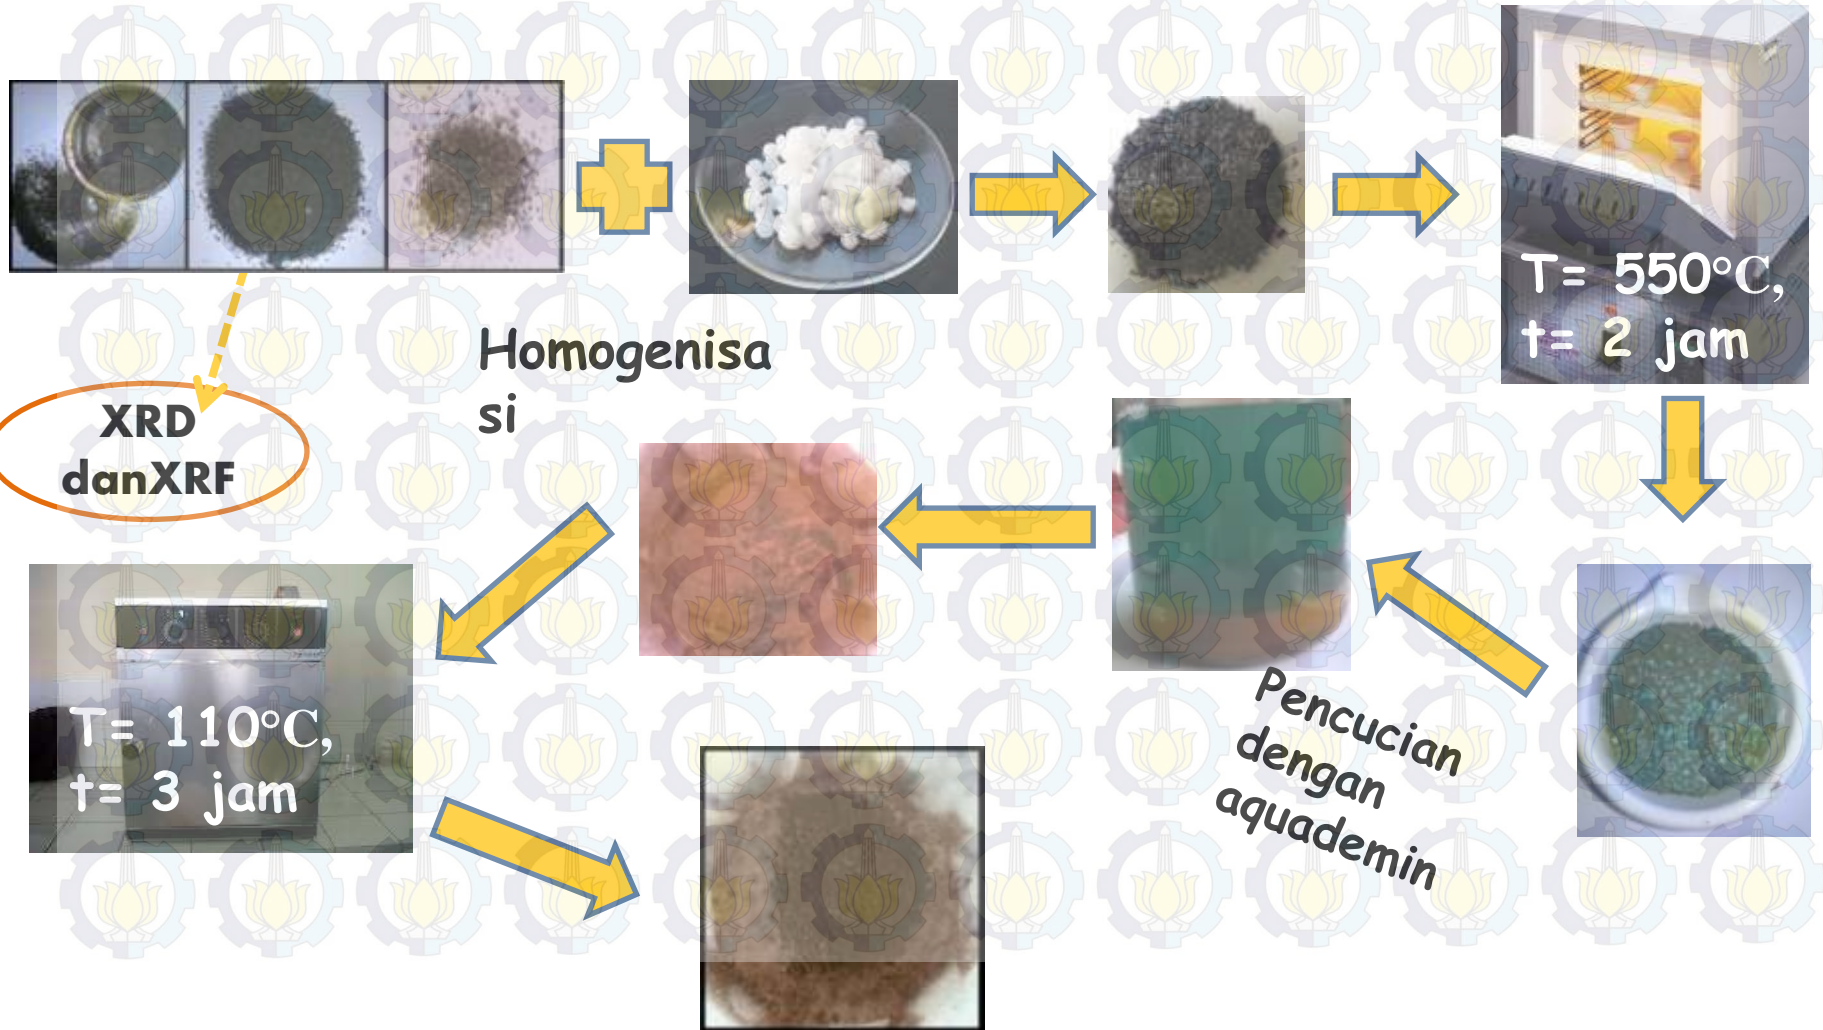 T= 550°C,
t= 2 jam
Homogenisa
si
XRD
danXRF
Pencucian
dengan
aquademin
T= 110°C,
t= 3 jam